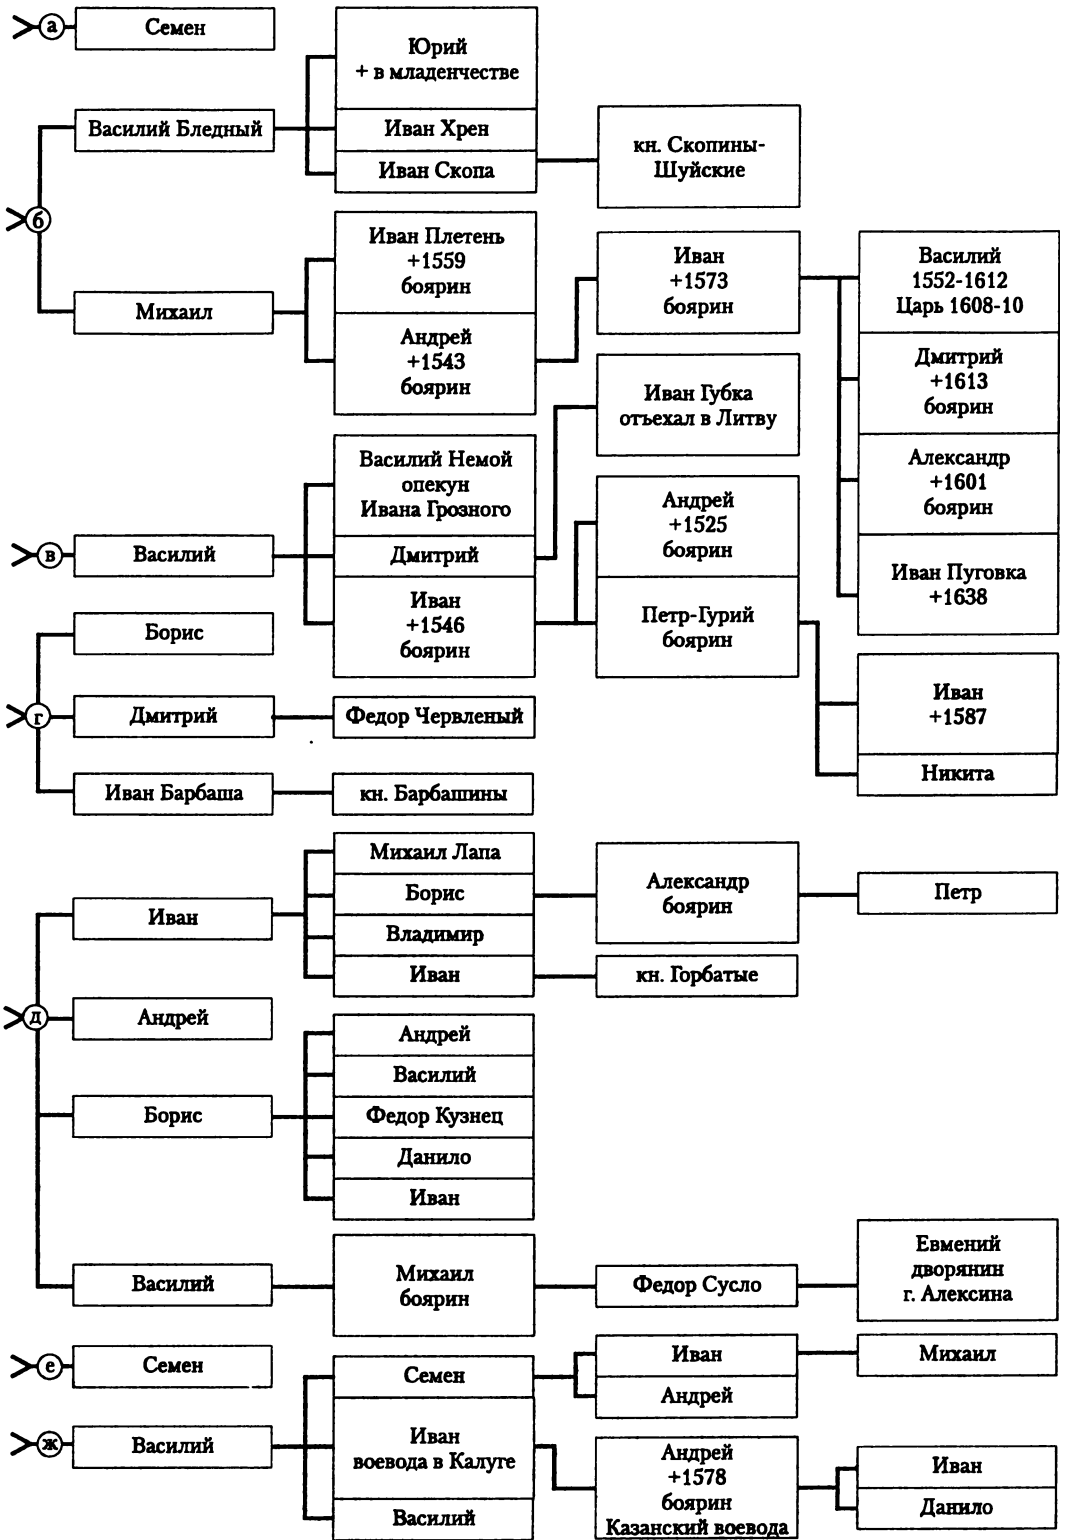 а
Семен
Юрий
+ в младенчестве
Василий Бледный
Иван Хрен
Иван Скопа
кн. Скопины-
Шуйские
б
Михаил
Иван Плетень
+1559
боярин
Андрей
+1543
боярин
Иван
+1573
боярин
Василий
1552-1612
Царь 1608-10
Дмитрий
+1613
боярин
Александр
+1601
боярин
Иван Пуговка
+1638
Иван Губка
отъехал в Литву
в
Василий
Василий Немой
опекун
Ивана Грозного
Дмитрий
Иван
+1546
боярин
Андрей
+1525
боярин
Петр-Гурий
боярин
Иван
+1587
Никита
г
Борис
Дмитрий
Федор Червленый
Иван Барбаша
кн. Барбашины
д
Иван
Михаил Лапа
Борис
Владимир
Иван
Александр
боярин
Петр
кн. Горбатые
Андрей
Борис
Андрей
Василий
Федор Кузнец
Данило
Иван
Василий
Михаил
боярин
Федор Сусло
Евмений
дворянин
г. Алексина
е
Семен
ж
Василий
Семен
Иван
воевода в Калуге
Василий
Иван
Андрей
Михаил
Андрей
+1578
боярин
Казанский воевода
Иван
Данило